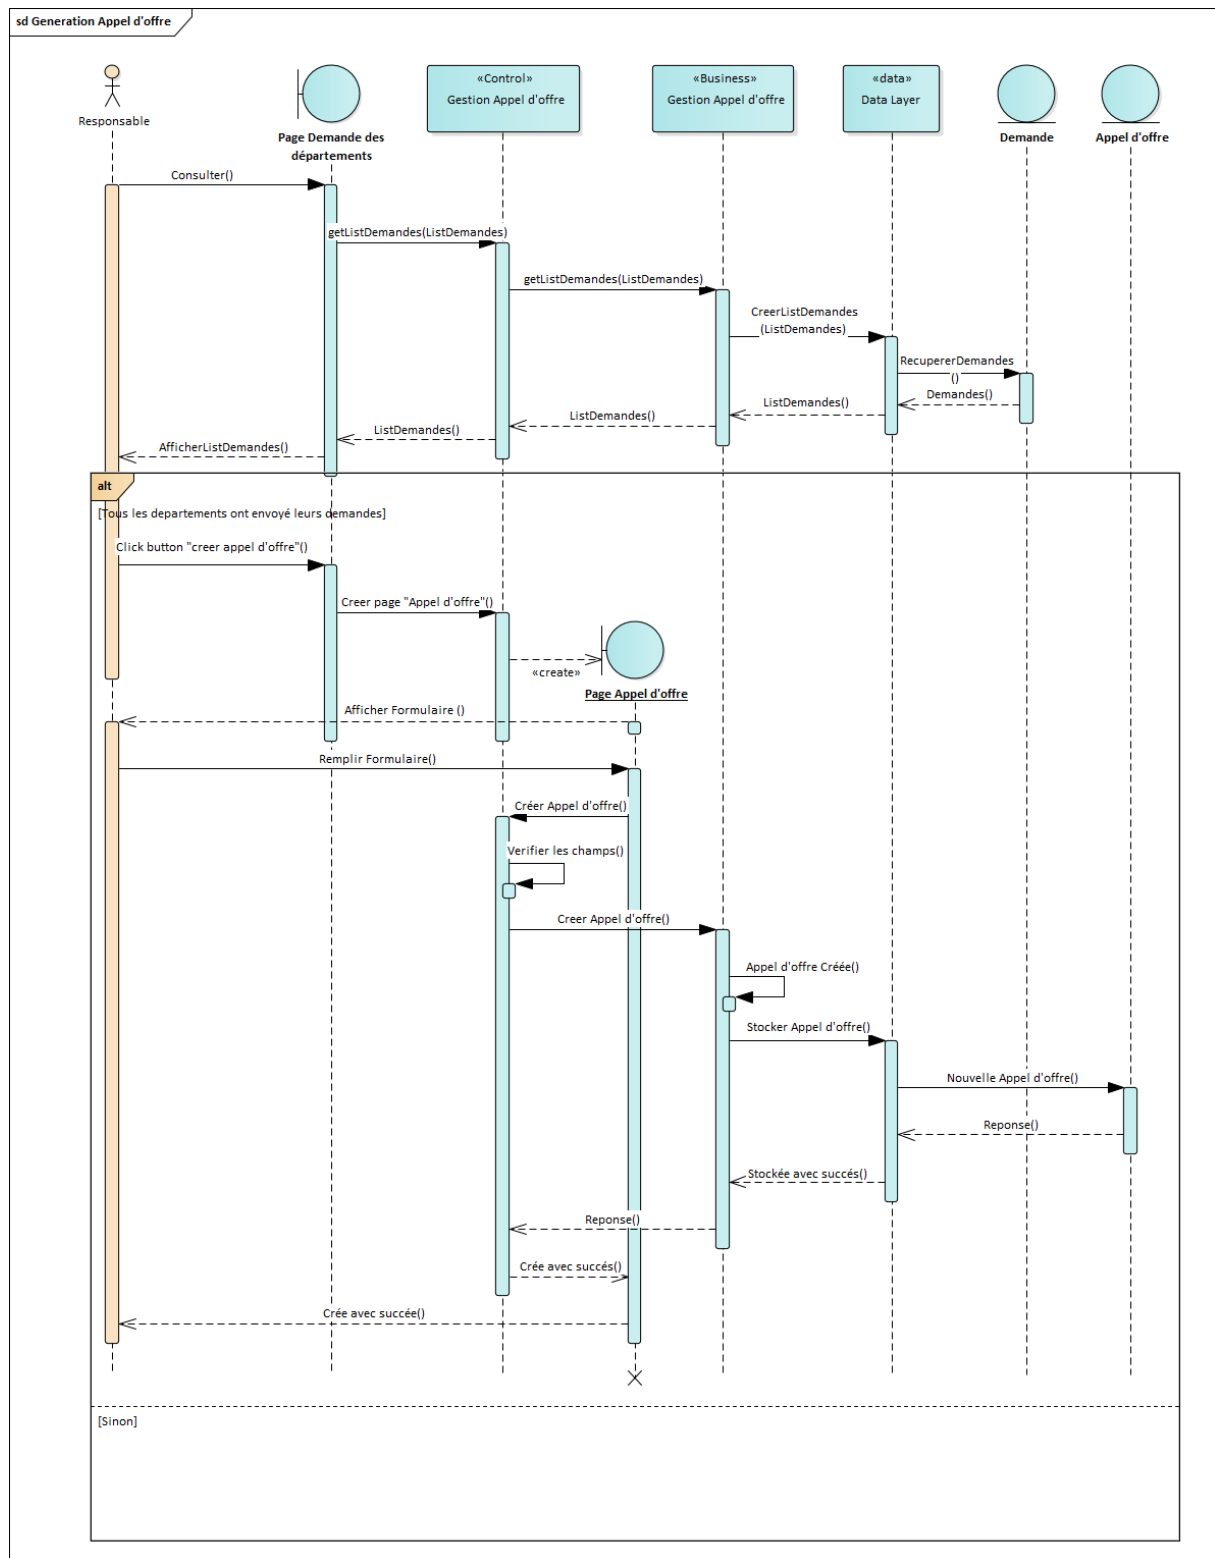 sd Generation Appel d'offre
Responsable
Page Demande des
départements
«Control»
Gestion Appel d'offre
«Business»
Gestion Appel d'offre
«data»
Data Layer
Demande
Appel d'offre
Consulter()
getListDemandes(ListDemandes)
getListDemandes(ListDemandes)
CreerListDemandes
(ListDemandes)
RecupererDemandes
()
Demandes()
ListDemandes()
ListDemandes()
ListDemandes()
AfficherListDemandes()
alt
[Tous les departements ont envoyé leurs demandes]
Click button "creer appel d'offre"()
Creer page "Appel d'offre"()
«create»
Page Appel d'offre
Afficher Formulaire ()
Remplir Formulaire()
Créer Appel d'offre()
Verifier les champs()
Creer Appel d'offre()
Appel d'offre Créée()
Stocker Appel d'offre()
Nouvelle Appel d'offre()
Reponse()
Stockée avec succés()
Reponse()
Crée avec succés()
Crée avec succée()
[Sinon]